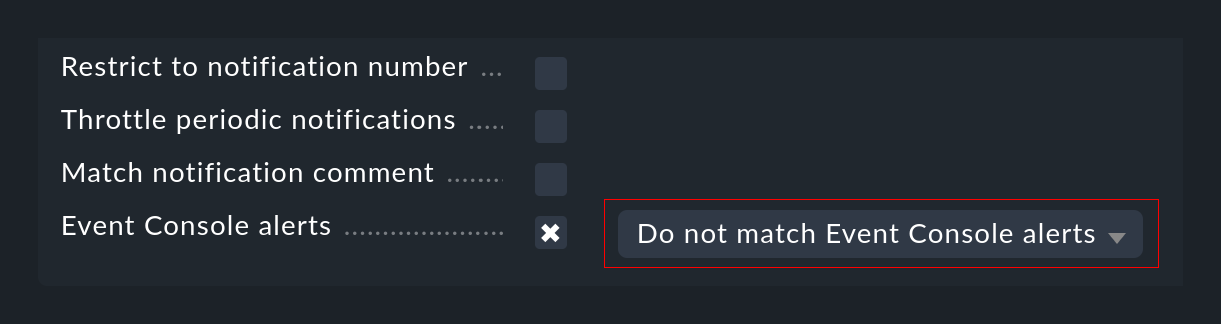 Restrict to notification number ...
Throttle periodic notifications .....
Match notification comment .......
Event Console alerts ..................... ✖ Do not match Event Console alerts